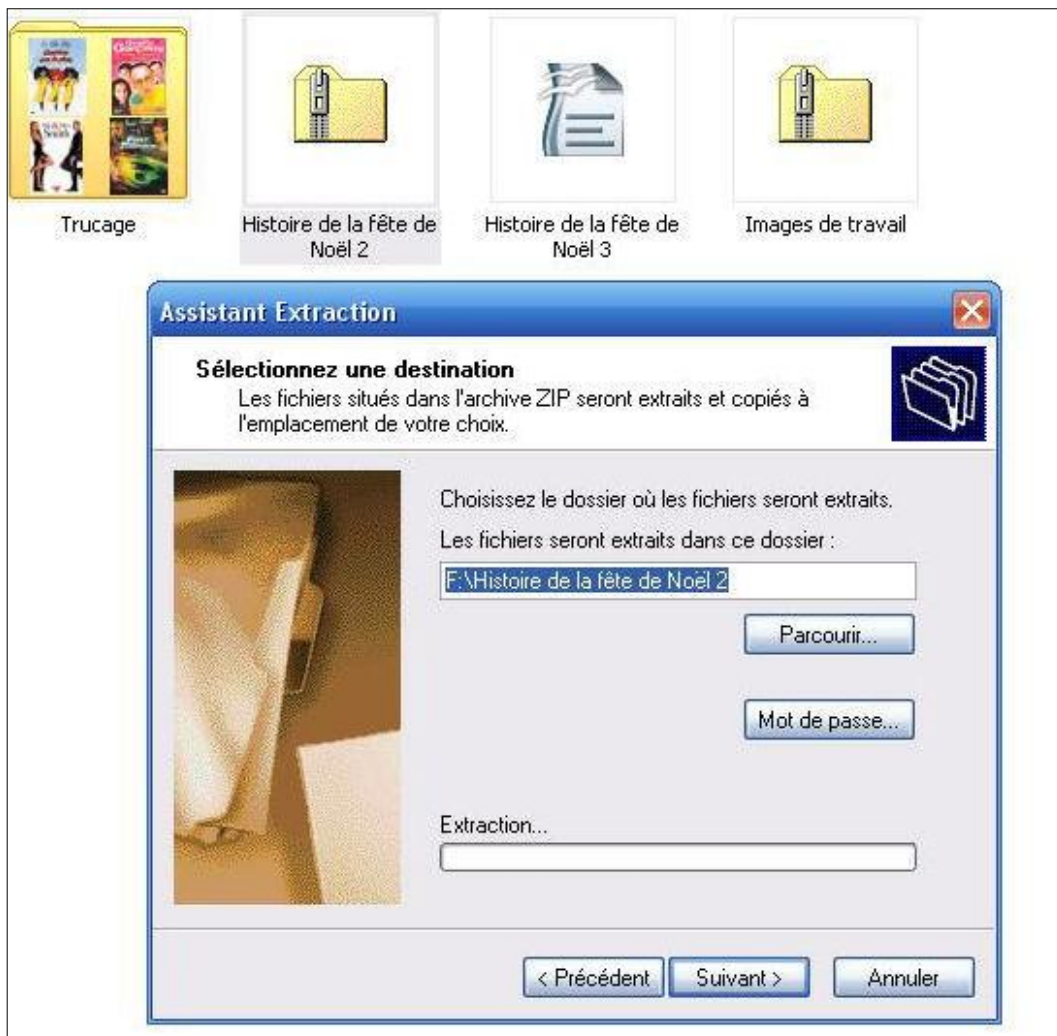 Trucage
Histoire de la fête de
Noël 2
Histoire de la fête de
Noël 3
Images de travail
Assistant Extraction
Sélectionnez une destination
Les fichiers situés dans l'archive ZIP seront extraits et copiés à
l'emplacement de votre choix.
Choisissez le dossier où les fichiers seront extraits.
Les fichiers seront extraits dans ce dossier :
F:\Histoire de la fête de Noël 2
Parcourir...
Mot de passe...
Extraction...
< Précédent
Suivant >
Annuler